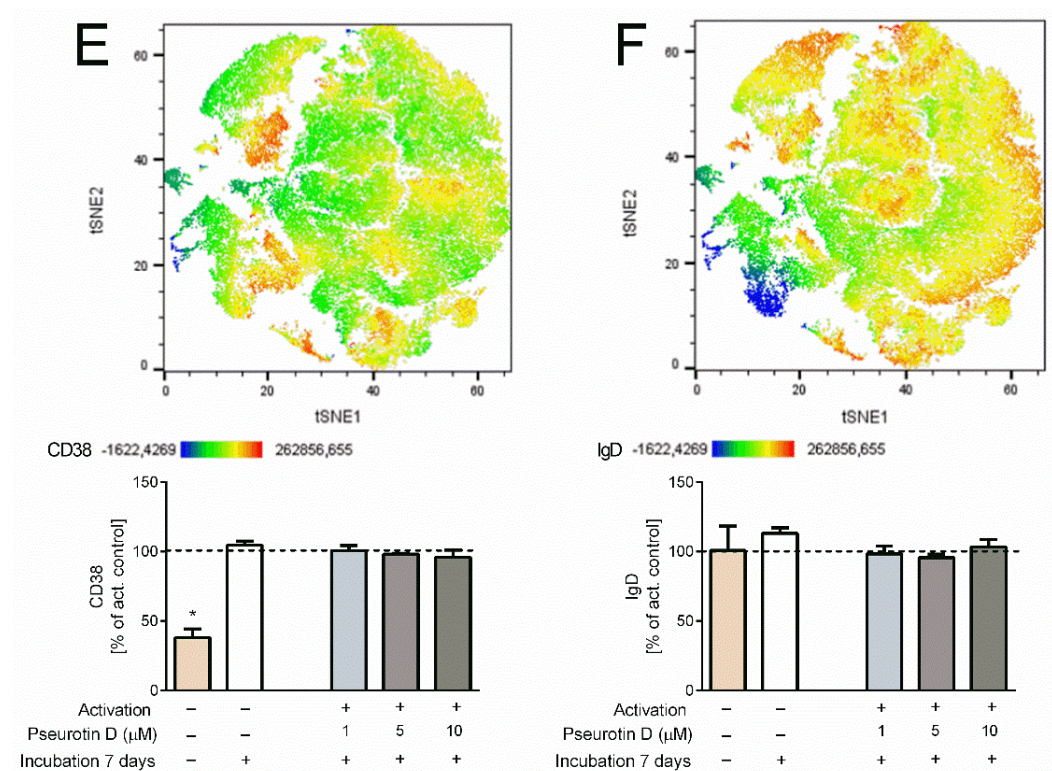 E
60
40
20
0
tSNE2
0 20 40 60
tSNE1
CD38 -1622,4269 262856,655
150
100
50
0
CD38
[% of act. control]
*
Activation – – + + +
Pseurotin D (µM) – – 1 5 10
Incubation 7 days – + + + +
F
60
40
20
0
tSNE2
0 20 40 60
tSNE1
IgD -1622,4269 262856,655
150
100
50
0
IgD
[% of act. control]
Activation – – + + +
Pseurotin D (µM) – – 1 5 10
Incubation 7 days – + + + +